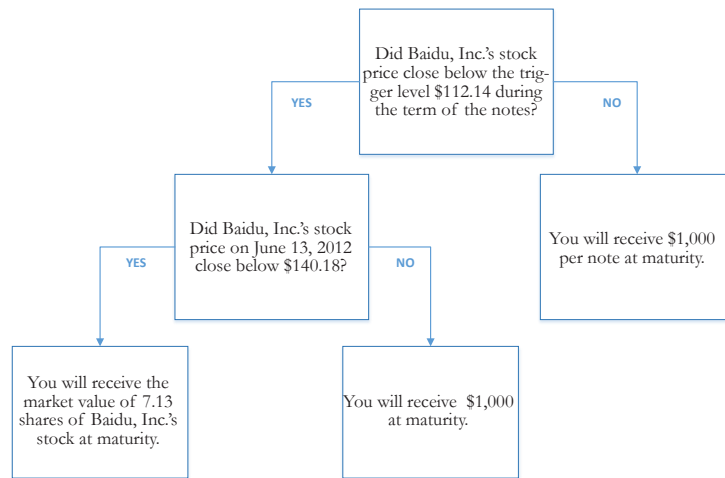 Did Baidu, Inc.'s stock
price close below the trig-
ger level $112.14 during
the term of the notes?
YES
NO
Did Baidu, Inc.'s stock
price on June 13, 2012
close below $140.18?
You will receive $1,000
per note at maturity.
YES
NO
You will receive the
market value of 7.13
shares of Baidu, Inc.'s
stock at maturity.
You will receive $1,000
at maturity.